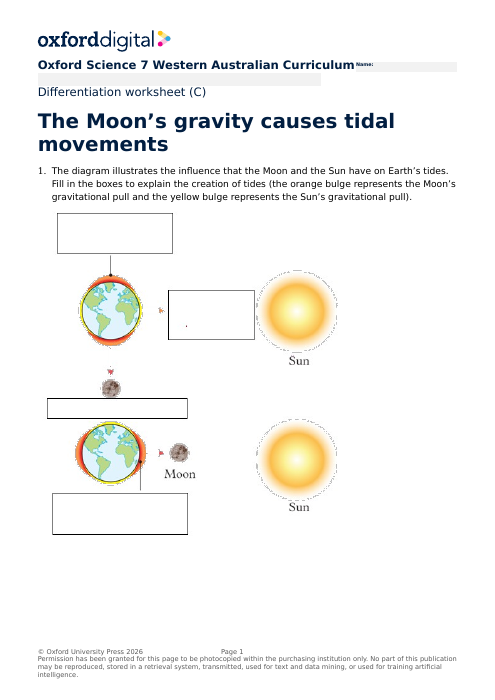 oxforddigital
Oxford Science 7 Western Australian Curriculum Name:
Differentiation worksheet (C)
The Moon’s gravity causes tidal
movements
1. The diagram illustrates the influence that the Moon and the Sun have on Earth’s tides.
Fill in the boxes to explain the creation of tides (the orange bulge represents the Moon’s
gravitational pull and the yellow bulge represents the Sun’s gravitational pull).
Sun
Moon
Sun
© Oxford University Press 2026 Page 1
Permission has been granted for this page to be photocopied within the purchasing institution only. No part of this publication
may be reproduced, stored in a retrieval system, transmitted, used for text and data mining, or used for training artificial
intelligence.